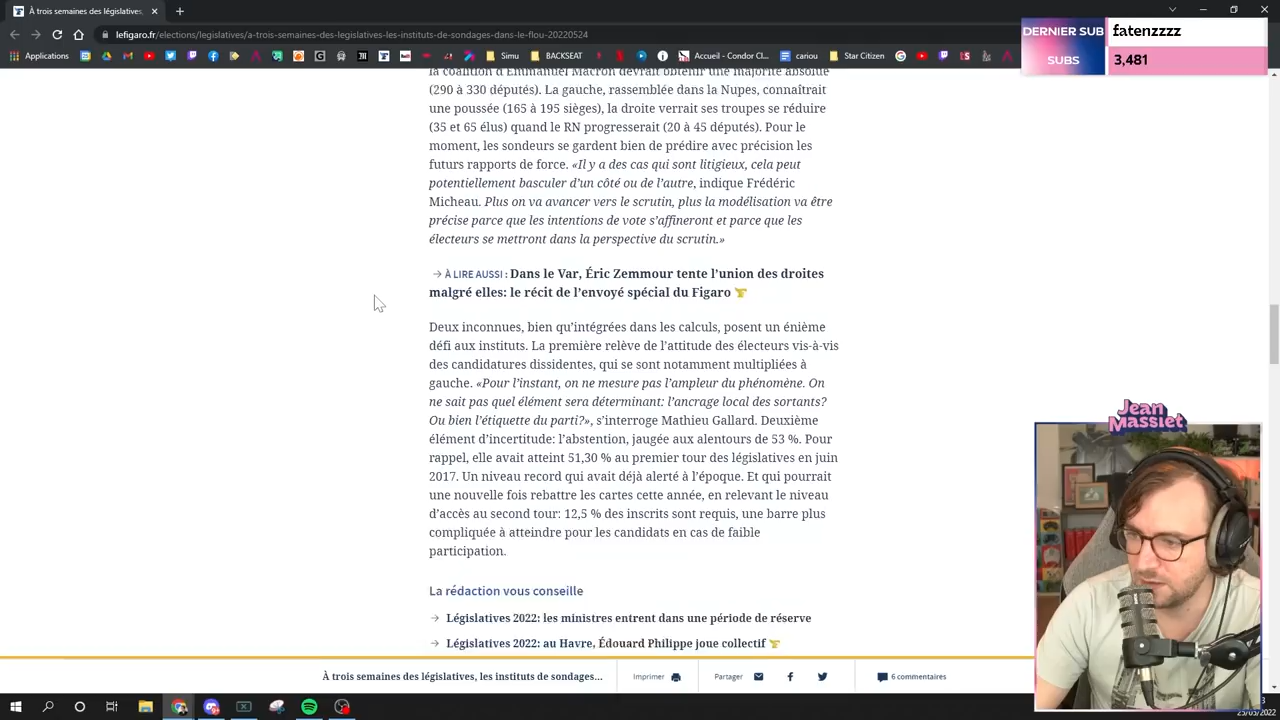 À trois semaines des législatives
lefigaro.fr/elections/legislatives/a-trois-semaines-des-legislatives-les-instituts-de-sondages-dans-le-flou-20220524
Applications
Simu
BACKSEAT
Accueil - Condor Cl...
cariou
Star Citizen
DERNIER SUB
fatenzzzz
SUBS
3,481
la coalition d'Emmanuel Macron devrait obtenir une majorité absolue
(290 à 330 députés). La gauche, rassemblée dans la Nupes, connaîtrait
une poussée (165 à 195 sièges), la droite verrait ses troupes se réduire
(35 et 65 élus) quand le RN progresserait (20 à 45 députés). Pour le
moment, les sondeurs se gardent bien de prédire avec précision les
futurs rapports de force. «Il y a des cas qui sont litigieux, cela peut
potentiellement basculer d'un côté ou de l'autre, indique Frédéric
Micheau. Plus on va avancer vers le scrutin, plus la modélisation va être
précise parce que les intentions de vote s'affineront et parce que les
électeurs se mettront dans la perspective du scrutin.»
→ À LIRE AUSSI : Dans le Var, Éric Zemmour tente l'union des droites
malgré elles: le récit de l'envoyé spécial du Figaro
Deux inconnues, bien qu'intégrées dans les calculs, posent un énième
défi aux instituts. La première relève de l'attitude des électeurs vis-à-vis
des candidatures dissidentes, qui se sont notamment multipliées à
gauche. «Pour l'instant, on ne mesure pas l'ampleur du phénomène. On
ne sait pas quel élément sera déterminant: l'ancrage local des sortants?
Ou bien l'étiquette du parti?», s'interroge Mathieu Gallard. Deuxième
élément d'incertitude: l'abstention, jaugée aux alentours de 53 %. Pour
rappel, elle avait atteint 51,30 % au premier tour des législatives en juin
2017. Un niveau record qui avait déjà alerté à l'époque. Et qui pourrait
une nouvelle fois rebattre les cartes cette année, en relevant le niveau
d'accès au second tour: 12,5 % des inscrits sont requis, une barre plus
compliquée à atteindre pour les candidats en cas de faible
participation.
La rédaction vous conseille
→ Législatives 2022: les ministres entrent dans une période de réserve
→ Législatives 2022: au Havre, Édouard Philippe joue collectif
À trois semaines des législatives, les instituts de sondages...
Imprimer
Partager
6 commentaires
Jean
Massiet
25/05/2022